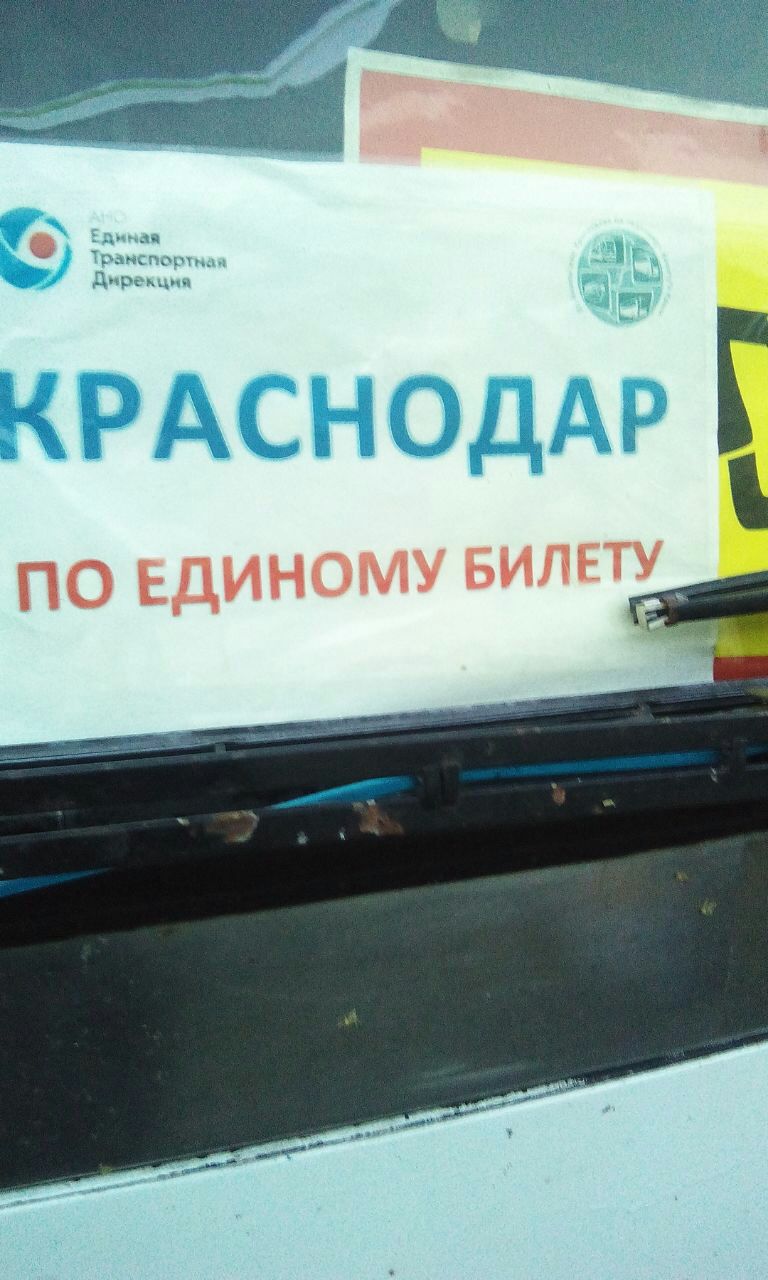 АНО
Единая
Транспортная
Дирекция
КРАСНОДАР
ПО ЕДИНОМУ БИЛЕТУ